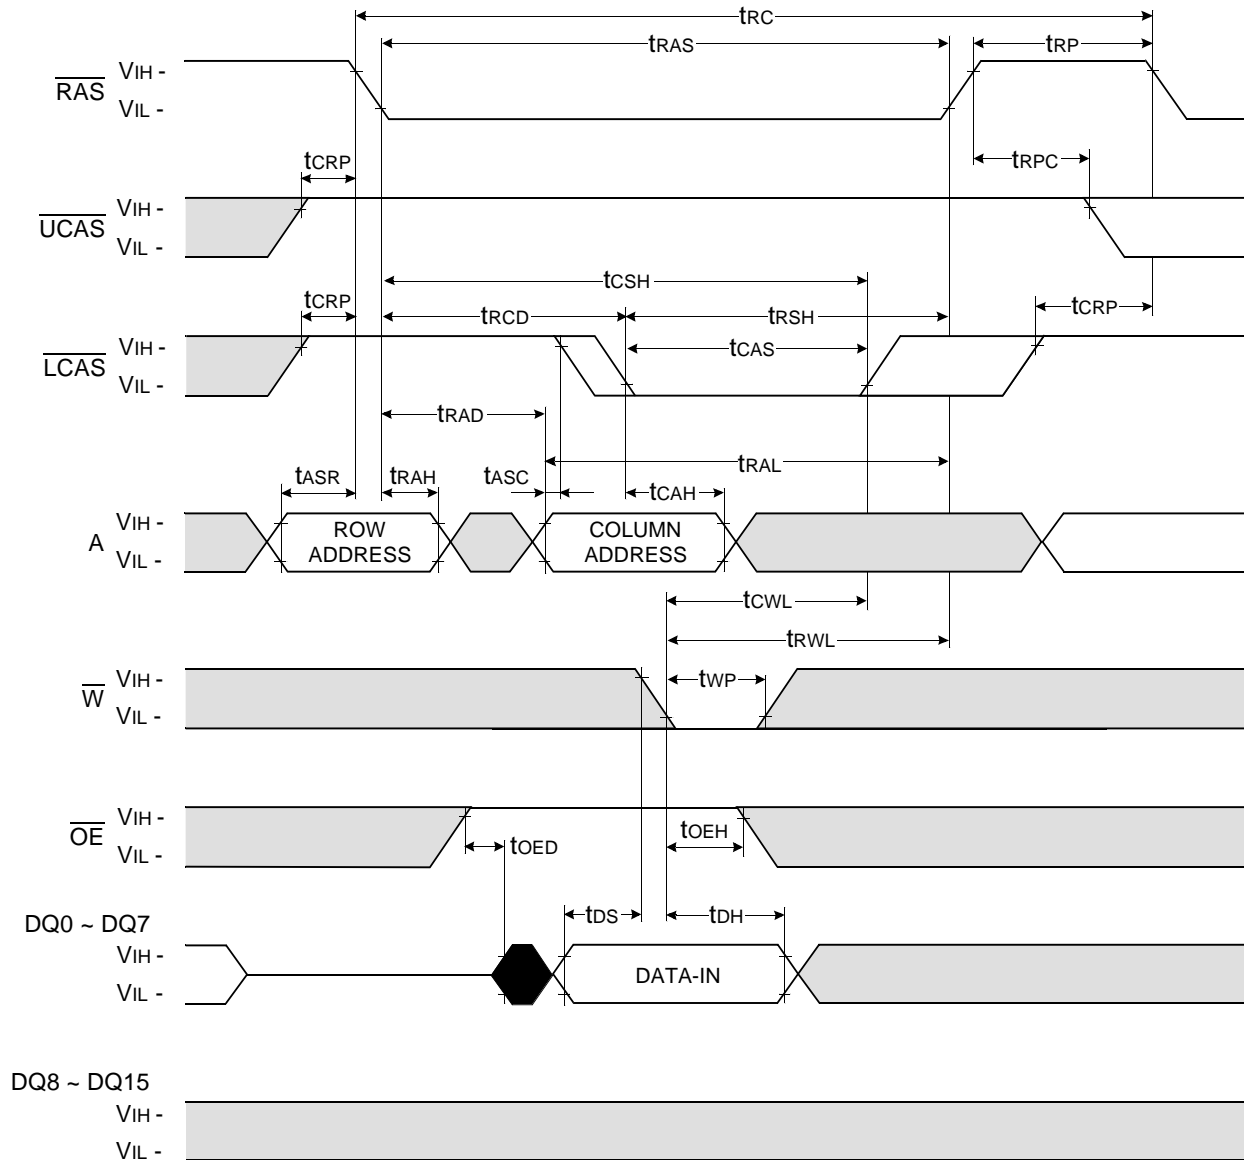 tRC
tRAS
tRP
RAS
VIH -
VIL -
tCRP
tRPC
UCAS
VIH -
VIL -
tCSH
tCRP
tRCD
tRSH
tCRP
LCAS
VIH -
VIL -
tCAS
tRAD
tRAL
tASR
tRAH
tASC
tCAH
A
VIH -
VIL -
ROW
ADDRESS
COLUMN
ADDRESS
tCWL
tRWL
W
VIH -
VIL -
tWP
OE
VIH -
VIL -
tOED
tOEH
tDS
tDH
DQ0 ~ DQ7
VIH -
VIL -
DATA-IN
DQ8 ~ DQ15
VIH -
VIL -